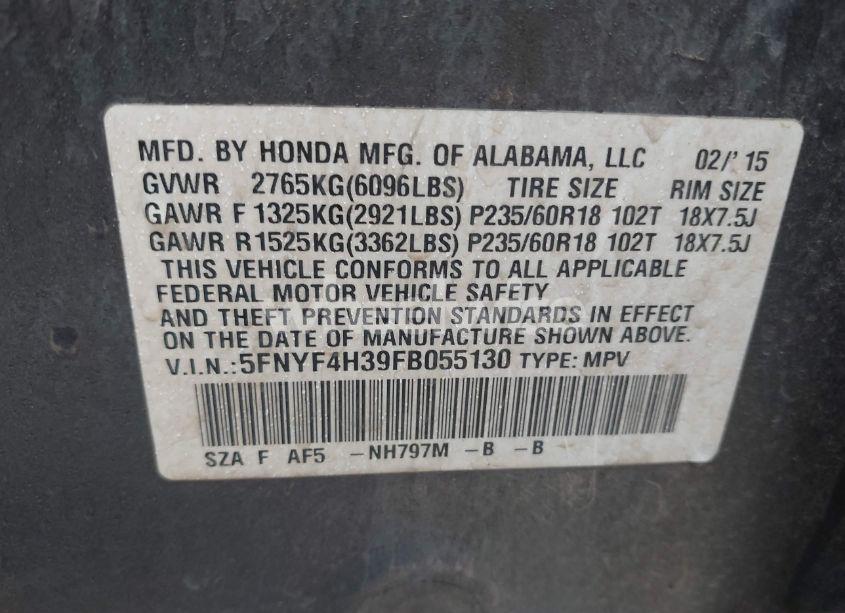 MFD. BY HONDA MFG. OF ALABAMA, LLC 02/' 15
GVWR 2765KG(6096LBS) TIRE SIZE RIM SIZE
GAWR F 1325KG(2921LBS) P235/60R18 102T 18X7.5J
GAWR R 1525KG(3362LBS) P235/60R18 102T 18X7.5J
THIS VEHICLE CONFORMS TO ALL APPLICABLE
FEDERAL MOTOR VEHICLE SAFETY
AND THEFT PREVENTION STANDARDS IN EFFECT
ON THE DATE OF MANUFACTURE SHOWN ABOVE.
V.I.N.:5FNYF4H39FB055130 TYPE: MPV
SZA F AF5 -NH797M -B -B